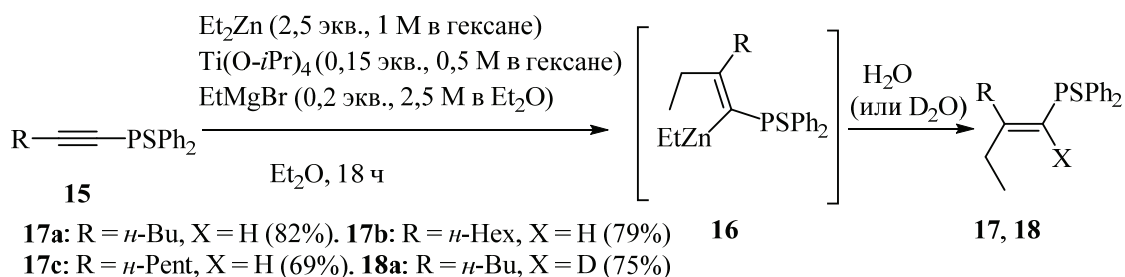 Et₂Zn (2,5 экв., 1 М в гексане)
Ti(O-iPr)₄ (0,15 экв., 0,5 М в гексане)
EtMgBr (0,2 экв., 2,5 М в Et₂O)
Et₂O, 18 ч
R
PSPh₂
15
R
EtZn
PSPh₂
16
H₂O
(или D₂O)
R
PSPh₂
X
17, 18
17a: R = н-Bu, X = H (82%). 17b: R = н-Hex, X = H (79%)
17c: R = н-Pent, X = H (69%). 18a: R = н-Bu, X = D (75%)